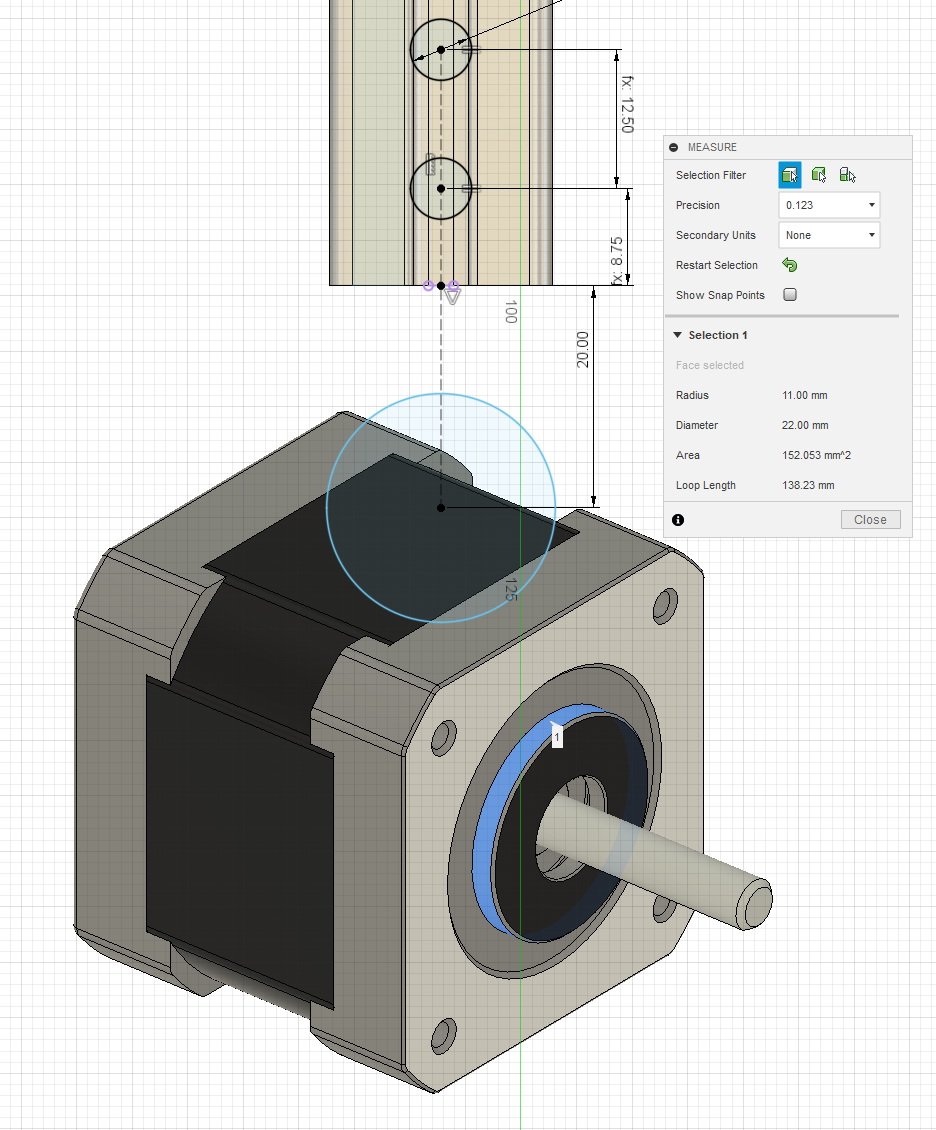 fx: 12.50
MEASURE
Selection Filter
Precision
0.123
Secondary Units
None
Restart Selection
fx: 8.75
Show Snap Points
100
20.00
Selection 1
Face selected
Radius
11.00 mm
Diameter
22.00 mm
Area
152.053 mm^2
Loop Length
138.23 mm
Close
125
1